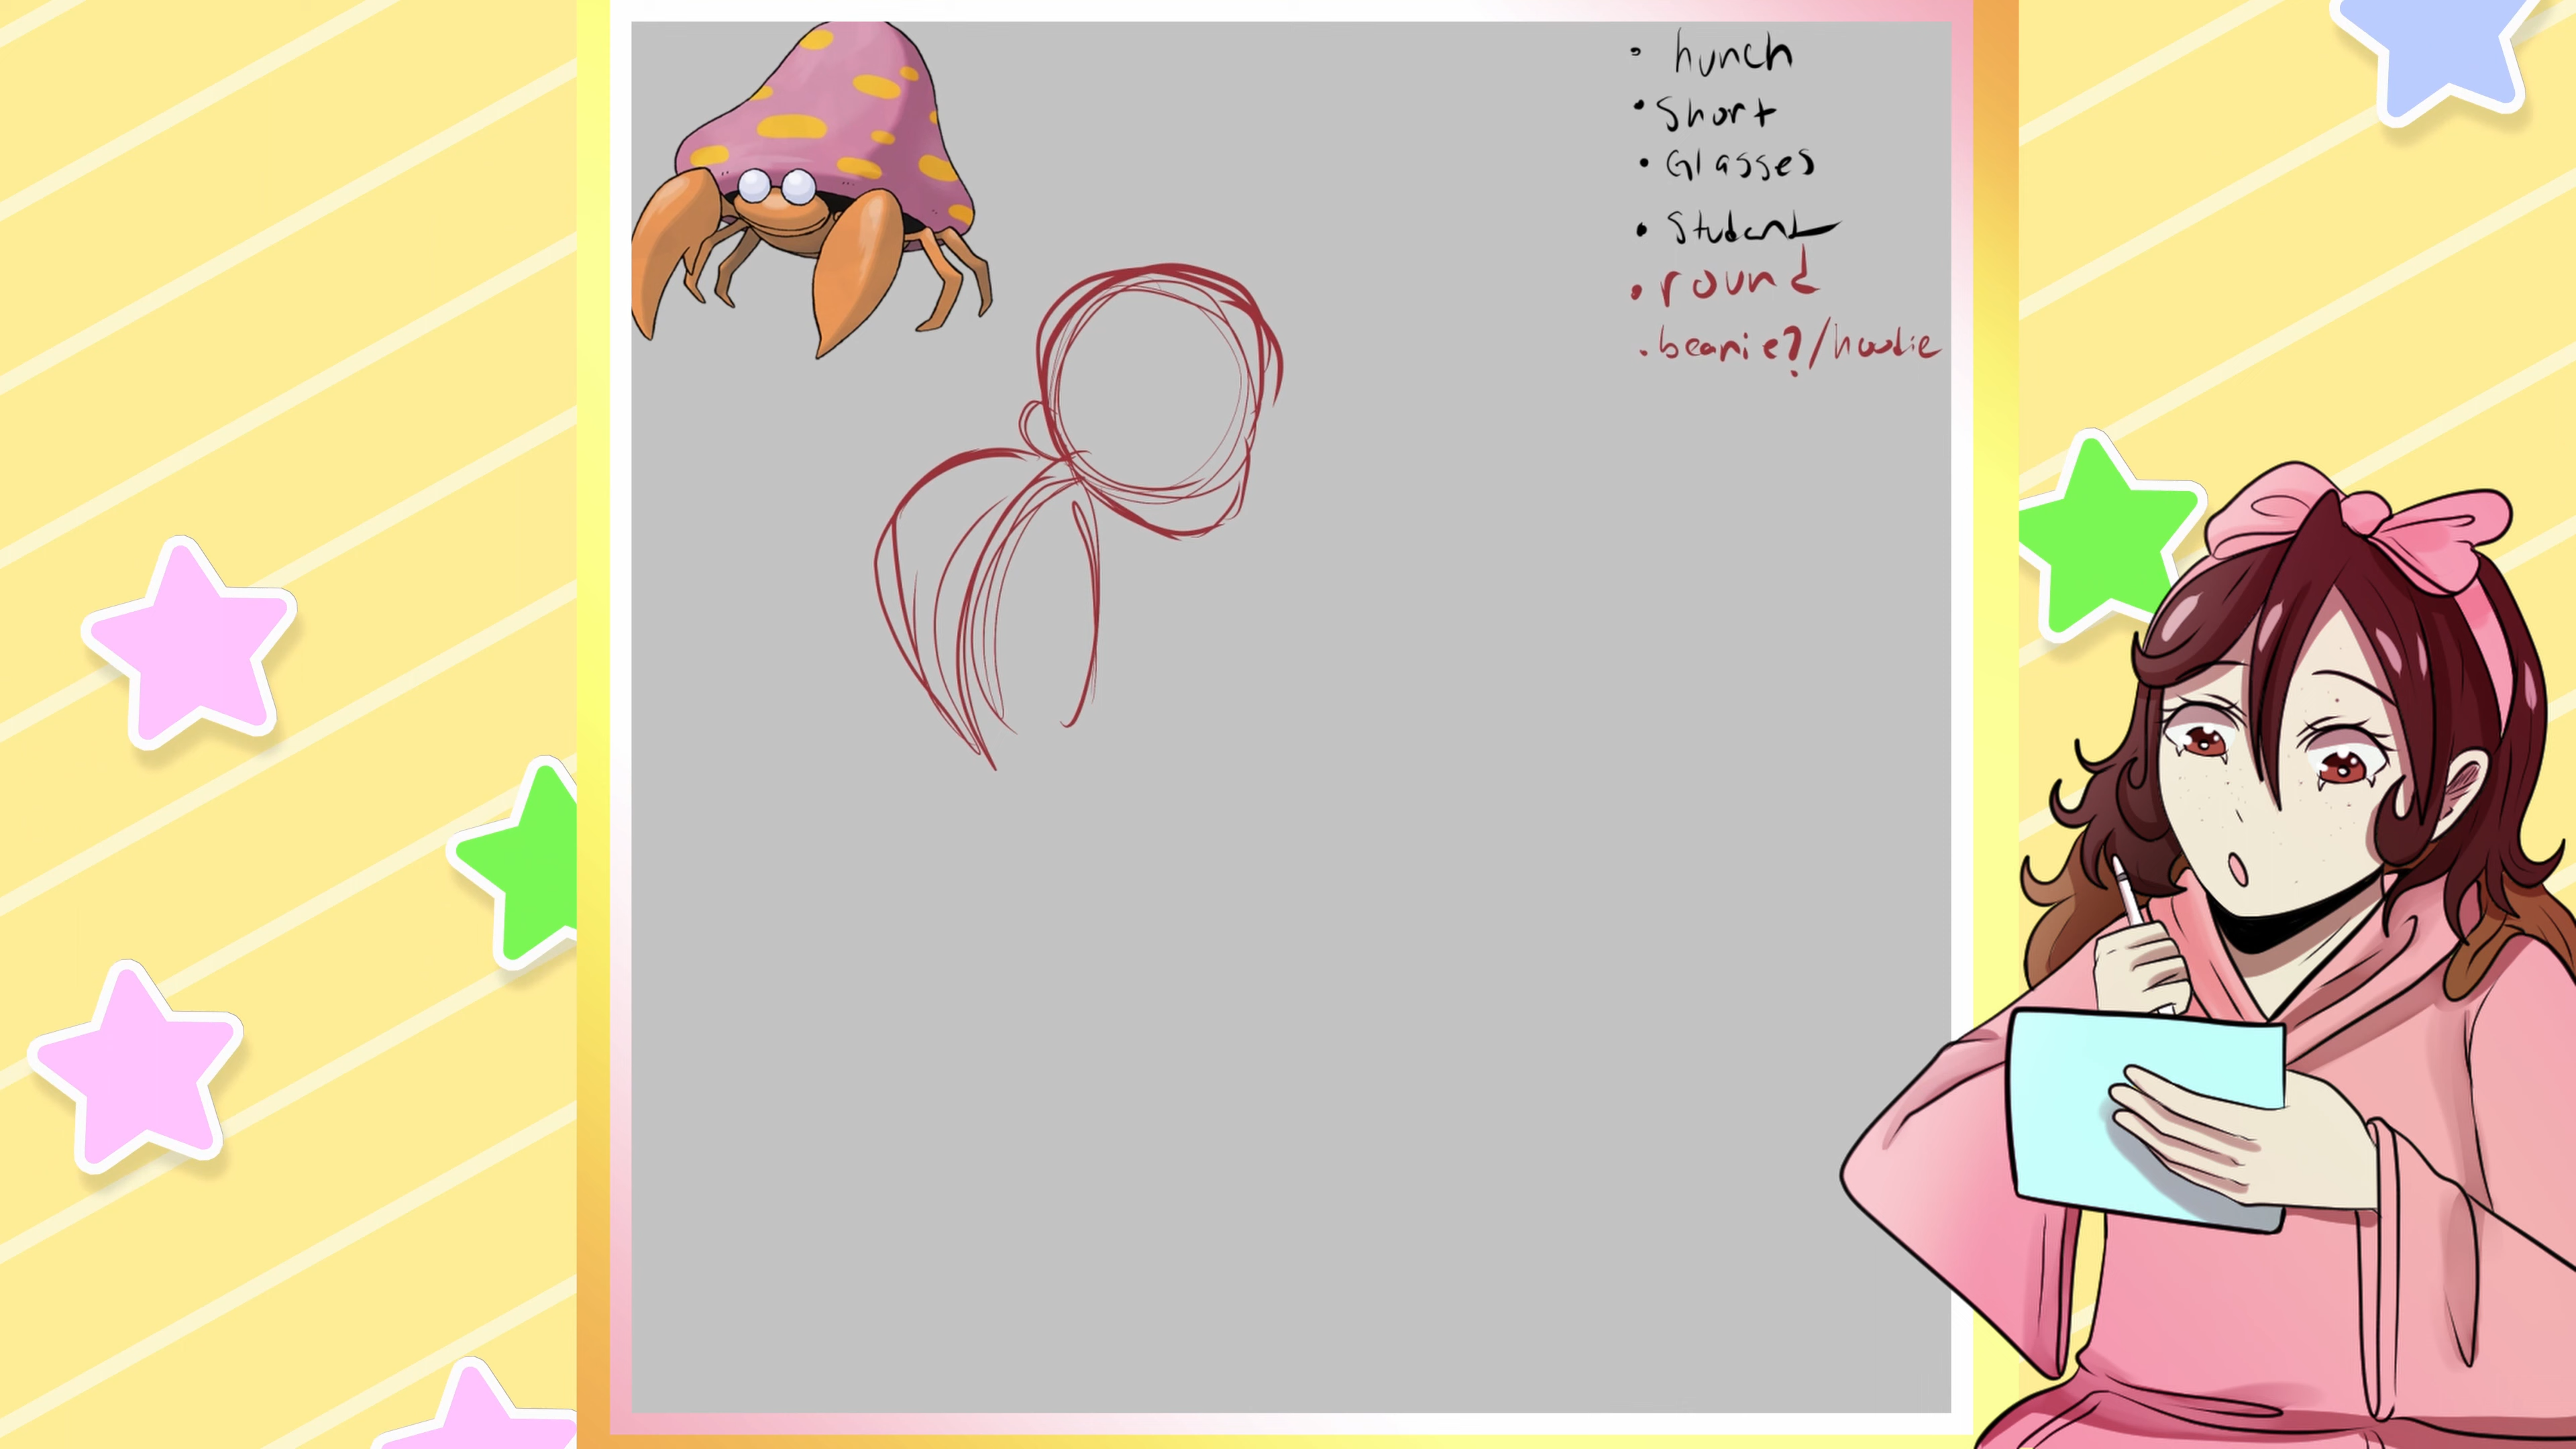 • hunch
• Short
• Glasses
• Student
• round
. beanie?/hoodie